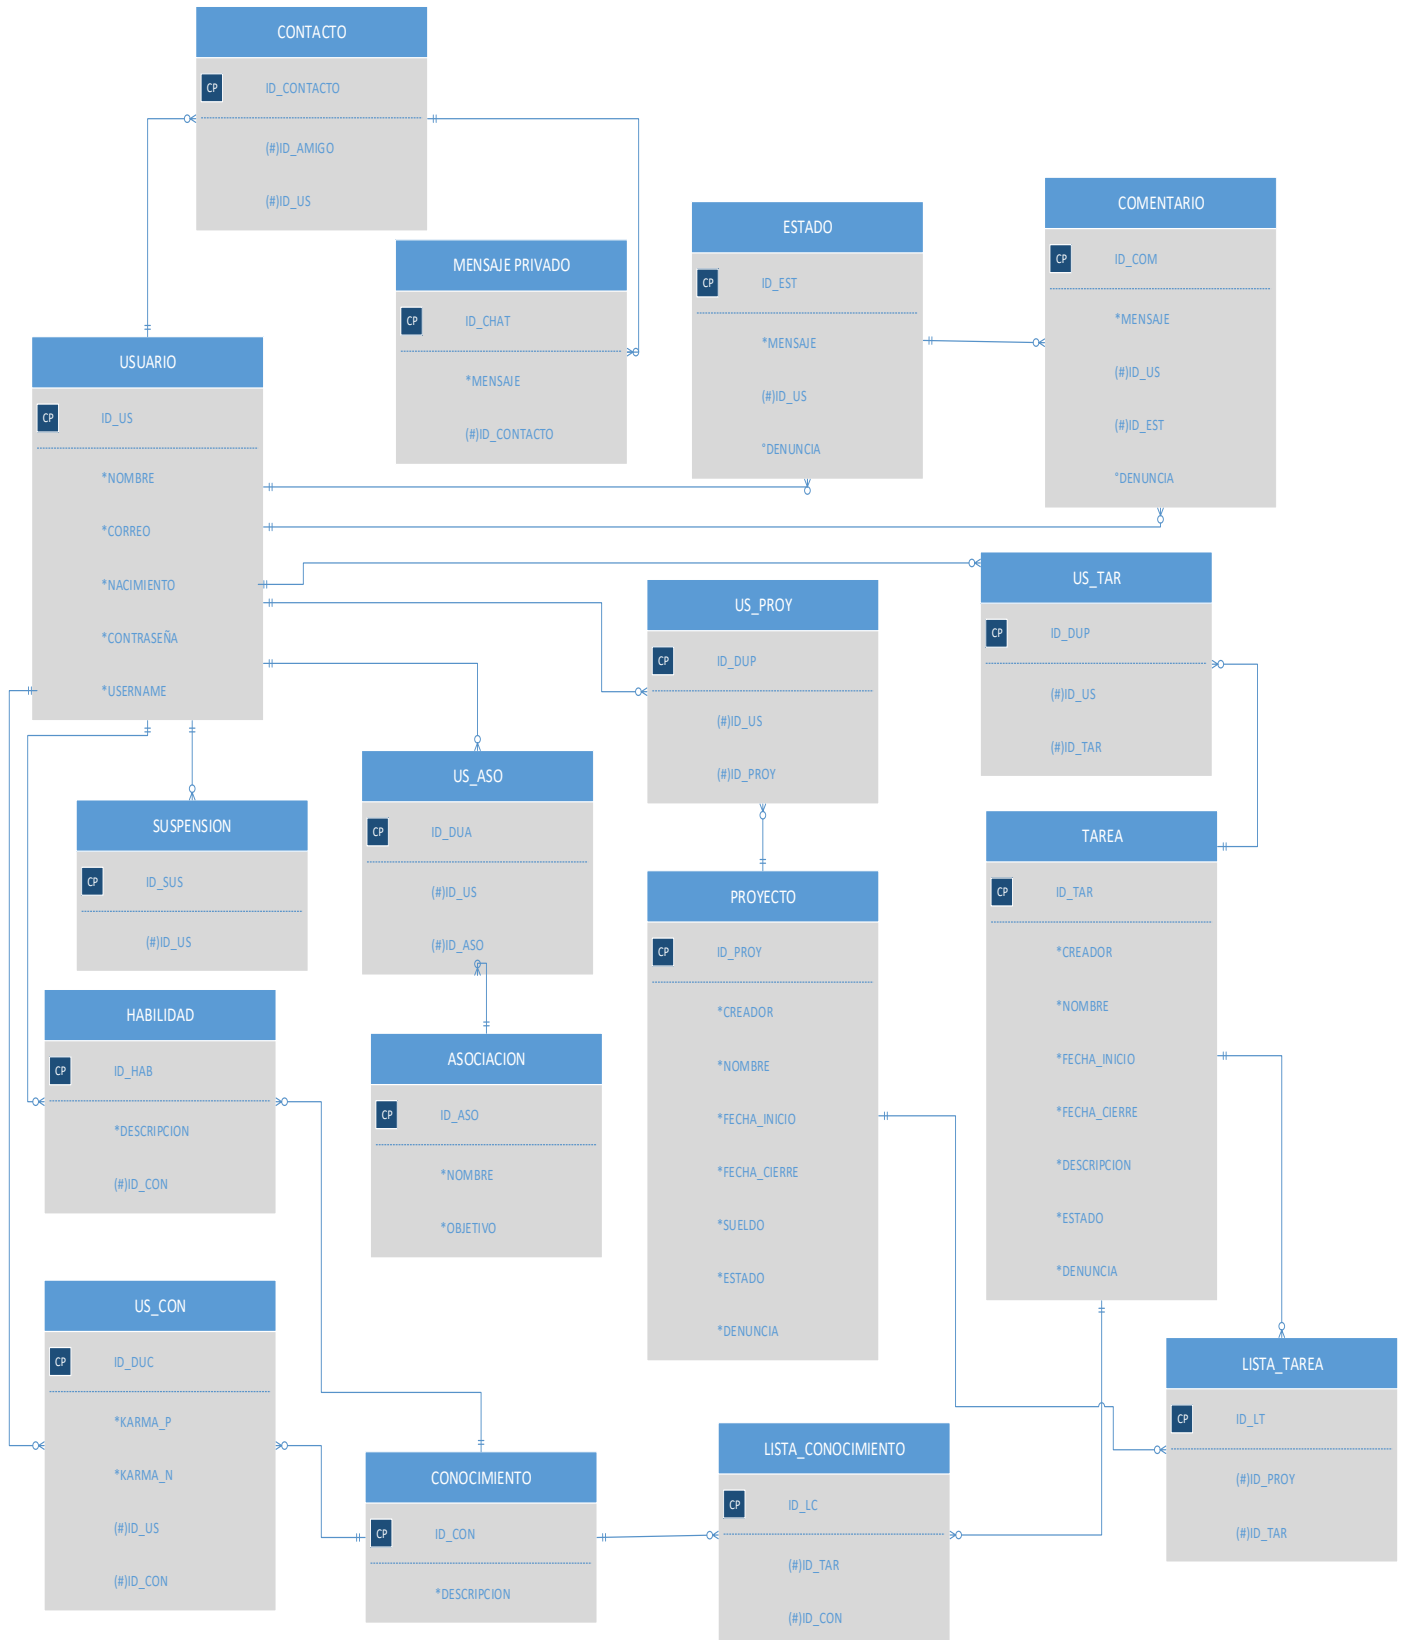 CONTACTO
CP
ID_CONTACTO
(#)ID_AMIGO
(#)ID_US
MENSAJE PRIVADO
CP
ID_CHAT
*MENSAJE
(#)ID_CONTACTO
ESTADO
CP
ID_EST
*MENSAJE
(#)ID_US
°DENUNCIA
COMENTARIO
CP
ID_COM
*MENSAJE
(#)ID_US
(#)ID_EST
°DENUNCIA
USUARIO
CP
ID_US
*NOMBRE
*CORREO
*NACIMIENTO
*CONTRASEÑA
*USERNAME
US_TAR
CP
ID_DUP
(#)ID_US
(#)ID_TAR
US_PROY
CP
ID_DUP
(#)ID_US
(#)ID_PROY
US_ASO
CP
ID_DUA
(#)ID_US
(#)ID_ASO
SUSPENSION
CP
ID_SUS
(#)ID_US
TAREA
CP
ID_TAR
*CREADOR
*NOMBRE
*FECHA_INICIO
*FECHA_CIERRE
*DESCRIPCION
*ESTADO
*DENUNCIA
PROYECTO
CP
ID_PROY
*CREADOR
*NOMBRE
*FECHA_INICIO
*FECHA_CIERRE
*SUELDO
*ESTADO
*DENUNCIA
HABILIDAD
CP
ID_HAB
*DESCRIPCION
(#)ID_CON
ASOCIACION
CP
ID_ASO
*NOMBRE
*OBJETIVO
US_CON
CP
ID_DUC
*KARMA_P
*KARMA_N
(#)ID_US
(#)ID_CON
CONOCIMIENTO
CP
ID_CON
*DESCRIPCION
LISTA_CONOCIMIENTO
CP
ID_LC
(#)ID_TAR
(#)ID_CON
LISTA_TAREA
CP
ID_LT
(#)ID_PROY
(#)ID_TAR